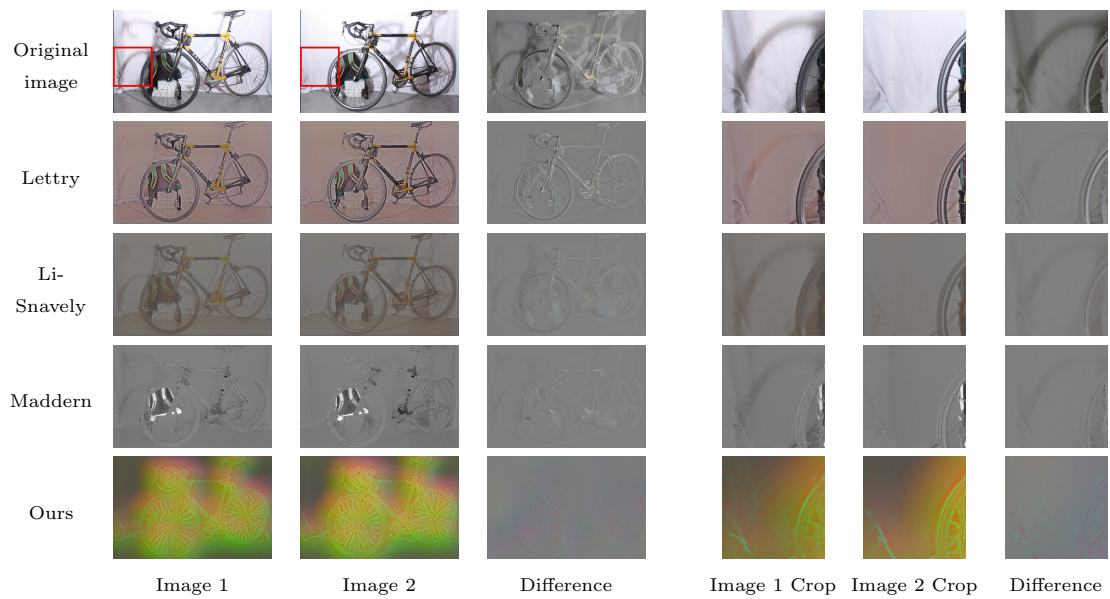 Original
image
Lettry
Li-
Snavely
Maddern
Ours
Image 1
Image 2
Difference
Image 1 Crop
Image 2 Crop
Difference